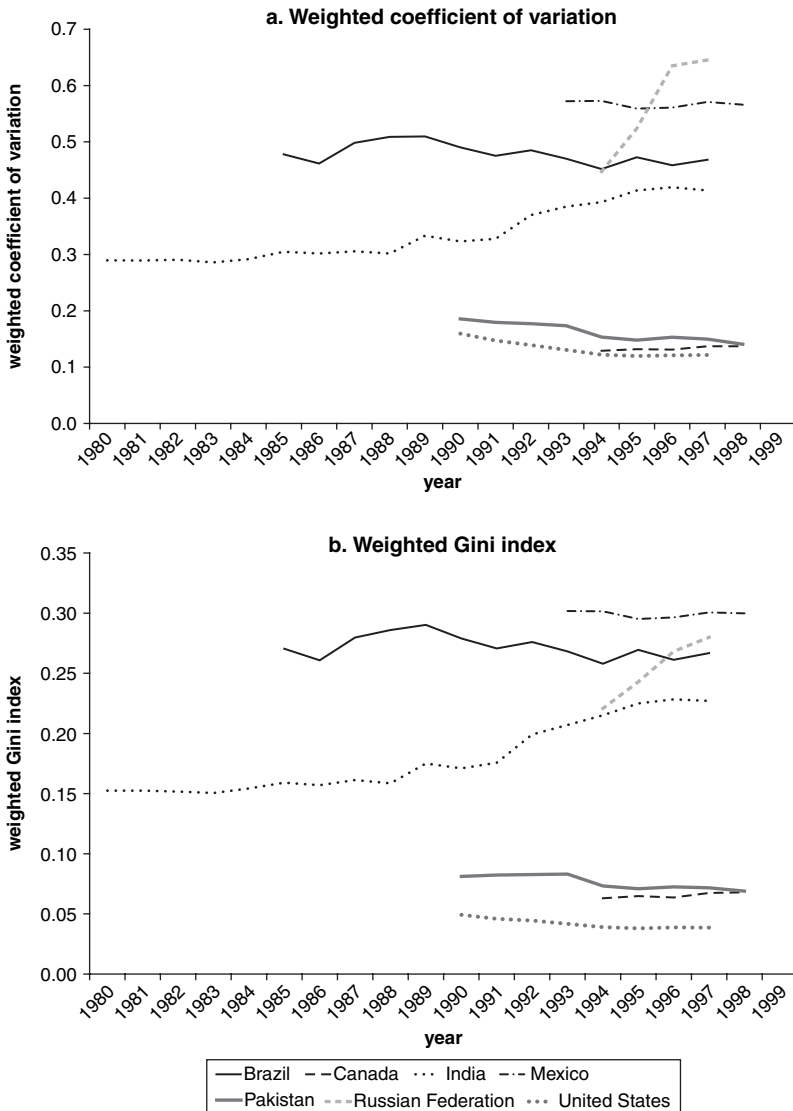 a. Weighted coefficient of variation
0.7
0.6
0.5
0.4
0.3
0.2
0.1
0.0
weighted coefficient of variation
1980 1981 1982 1983 1984 1985 1986 1987 1988 1989 1990 1991 1992 1993 1994 1995 1996 1997 1998 1999
year
b. Weighted Gini index
0.35
0.30
0.25
0.20
0.15
0.10
0.05
0.00
weighted Gini index
1980 1981 1982 1983 1984 1985 1986 1987 1988 1989 1990 1991 1992 1993 1994 1995 1996 1997 1998 1999
year
Brazil Canada India Mexico
Pakistan Russian Federation United States